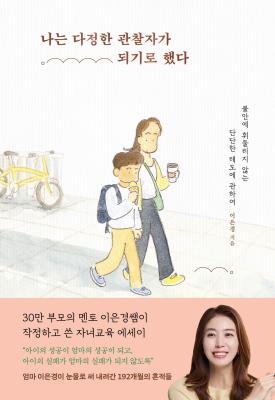 나는 다정한 관찰자가
되기로 했다
불안에 휘둘리지 않는
단단한 태도에 관하여
이은경 지음
30만 부모의 멘토 이은경쌤이
작정하고 쓴 자녀교육 에세이
“아이의 성공이 엄마의 성공이 되고,
아이의 실패가 엄마의 실패가 되지 않도록”
엄마 이은경이 눈물로 써 내려간 192개월의 흔적들